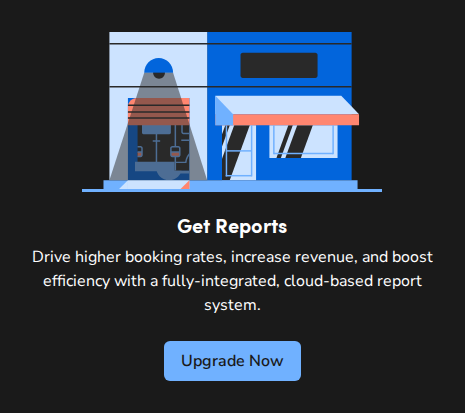 Get Reports
Drive higher booking rates, increase revenue, and boost
efficiency with a fully-integrated, cloud-based report
system.
Upgrade Now